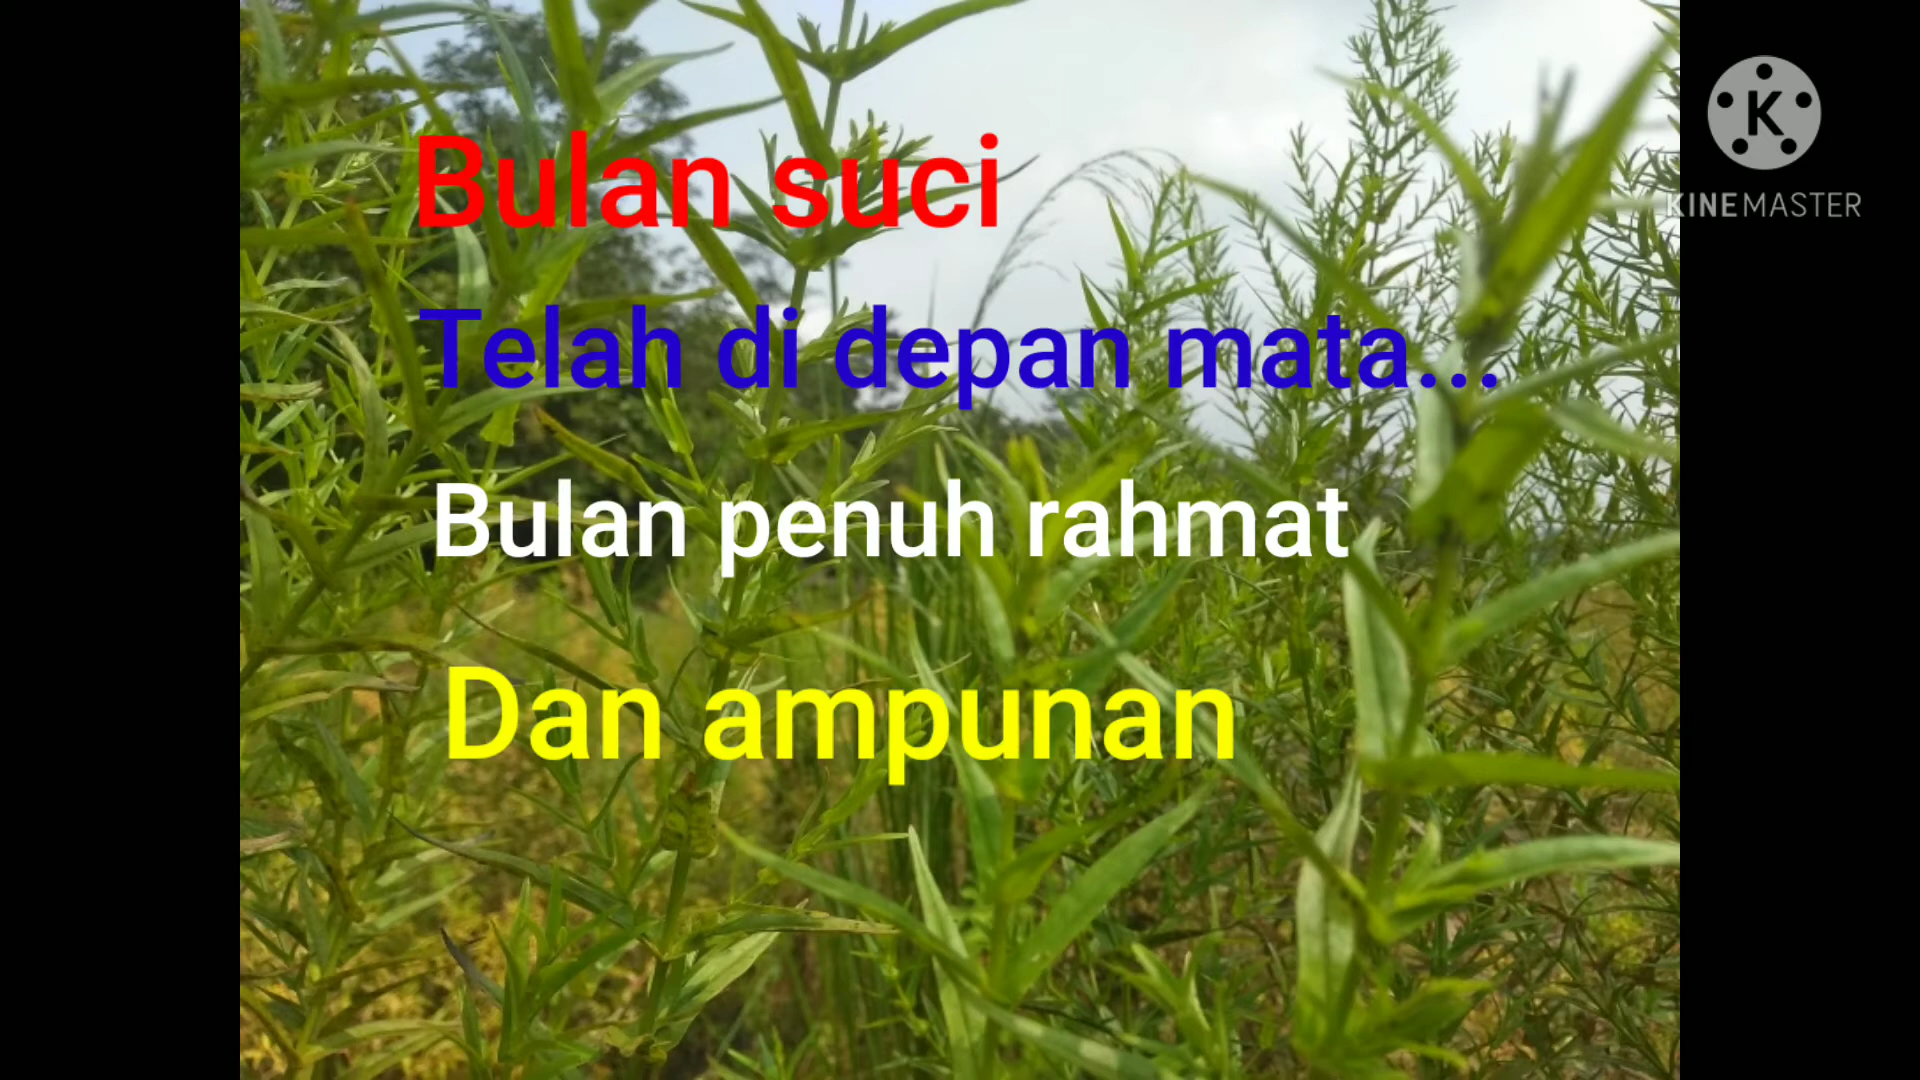 Bulan suci
Telah di depan mata...
Bulan penuh rahmat
Dan ampunan
K
KINEMASTER